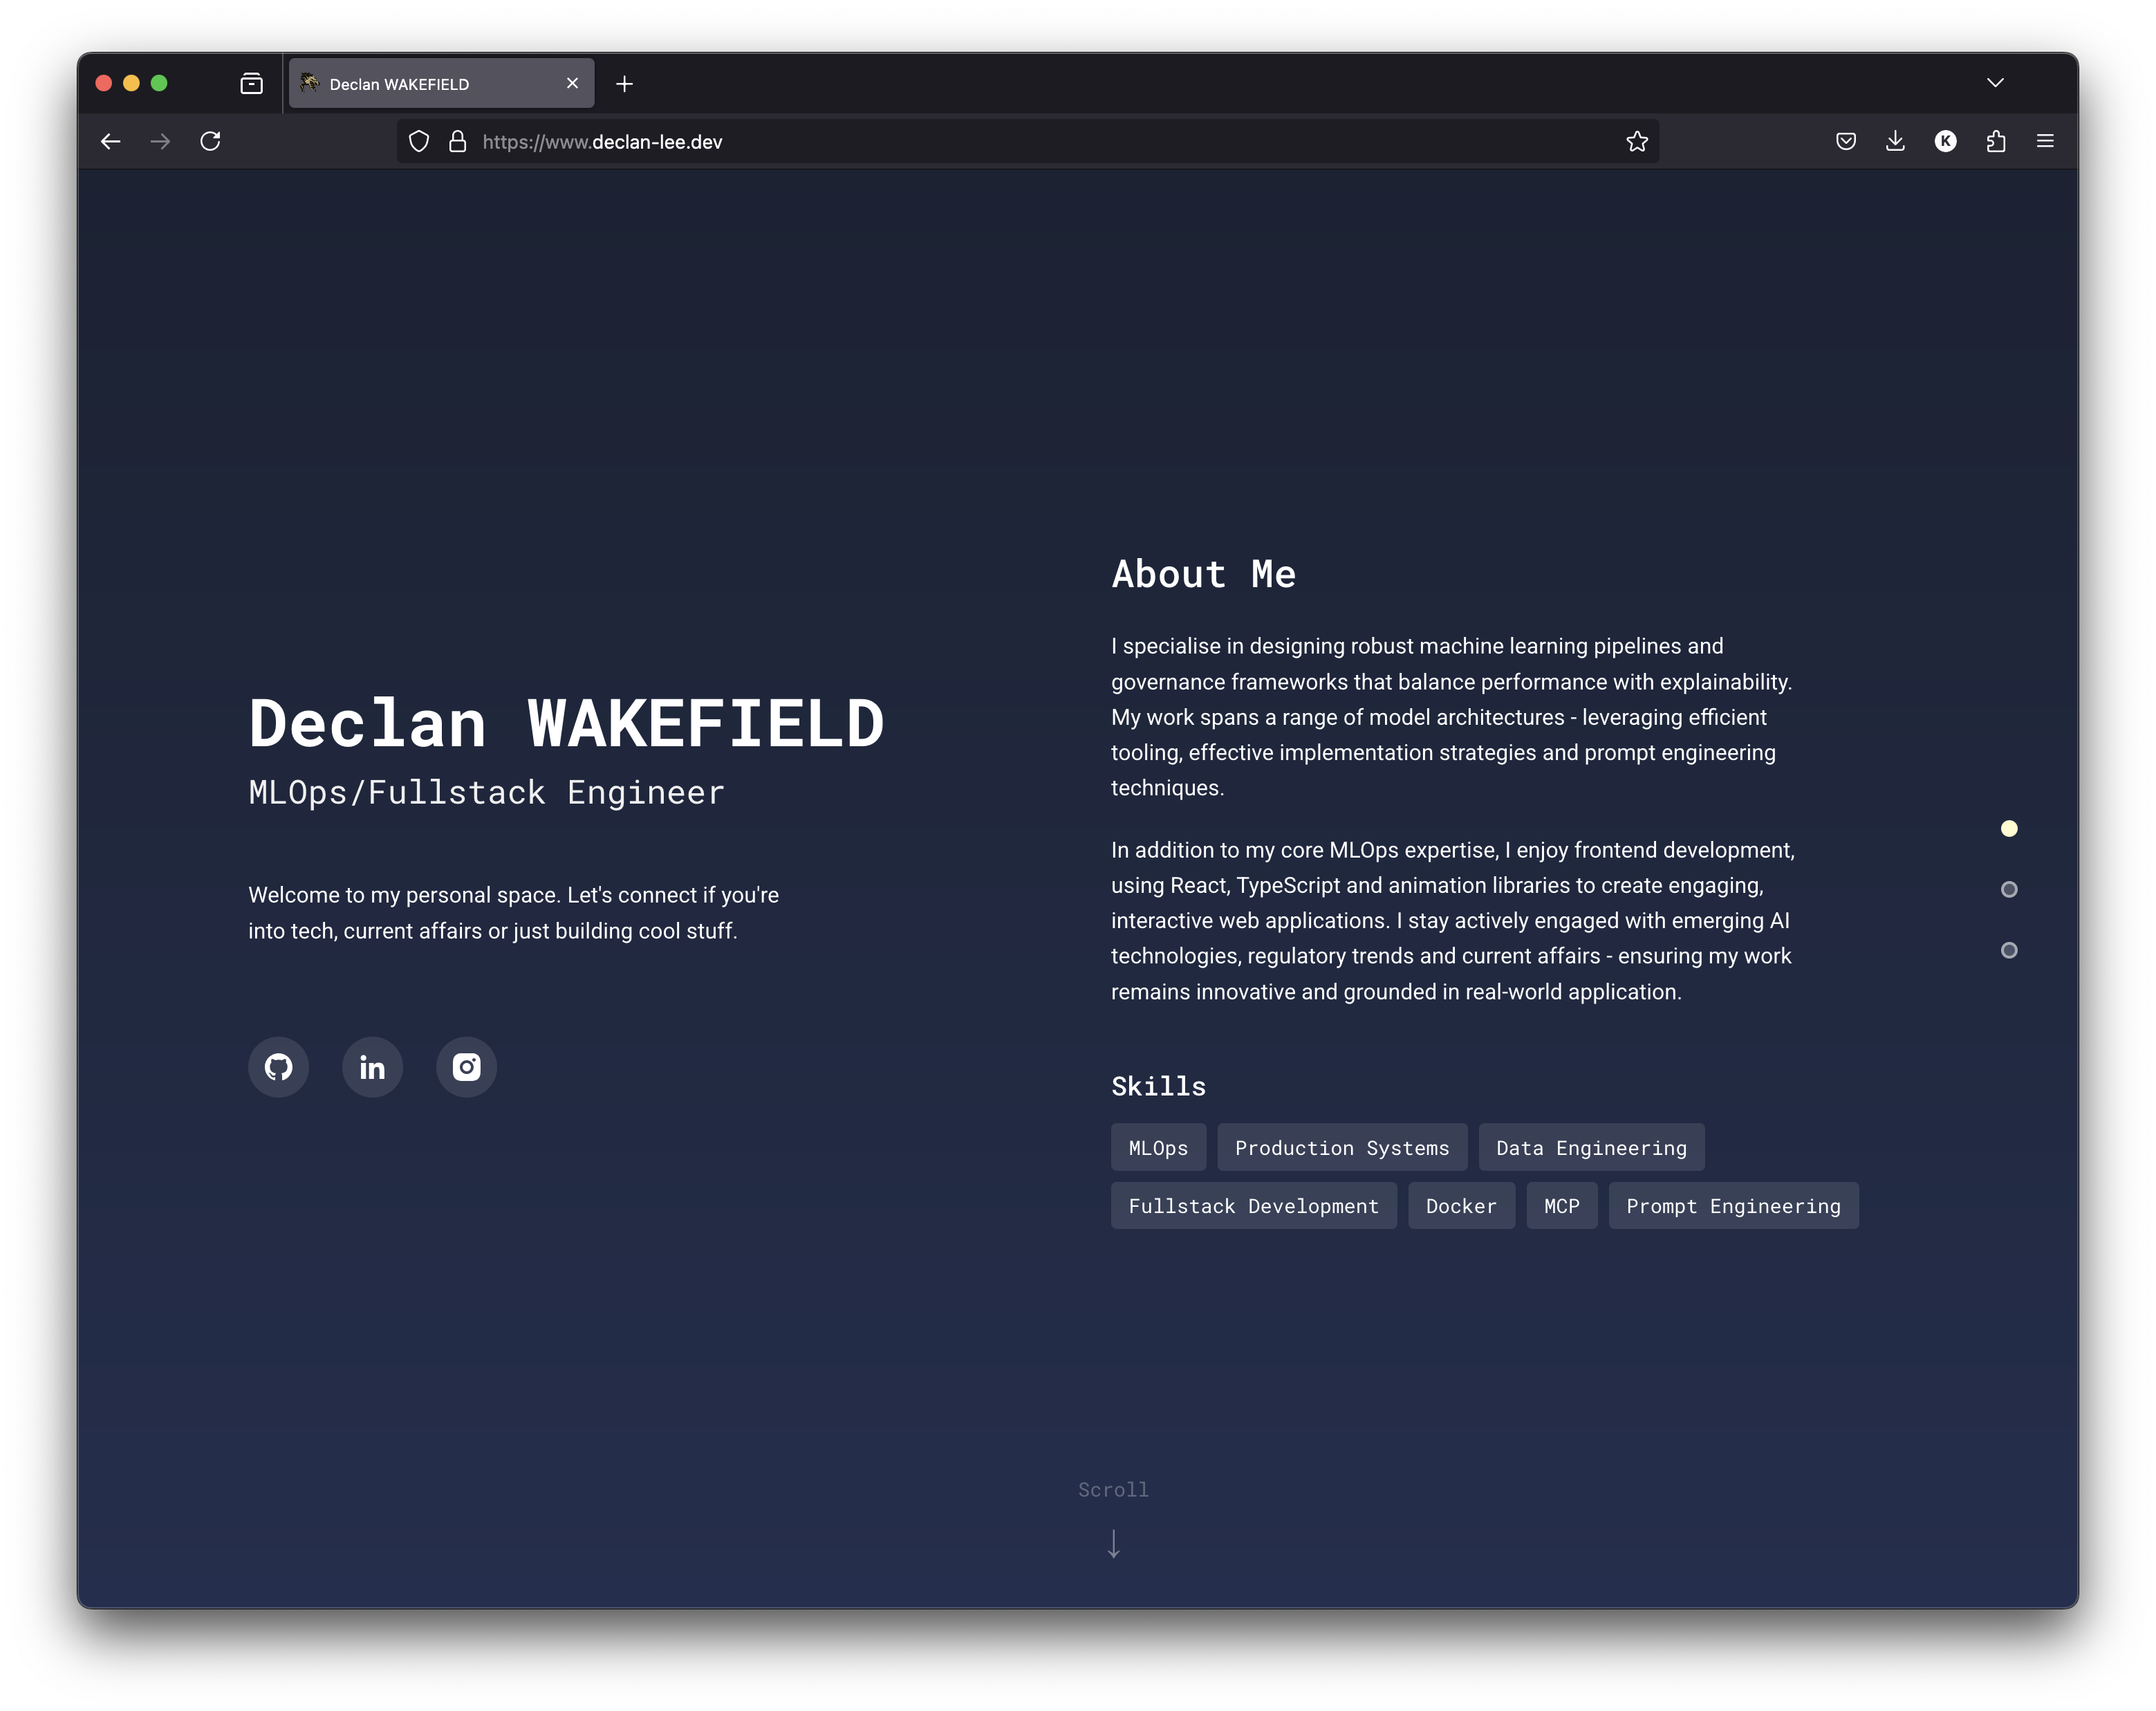 Declan WAKEFIELD
https://www.declan-lee.dev
K
Declan WAKEFIELD
MLOps/Fullstack Engineer
Welcome to my personal space. Let's connect if you're
into tech, current affairs or just building cool stuff.
in
About Me
I specialise in designing robust machine learning pipelines and
governance frameworks that balance performance with explainability.
My work spans a range of model architectures - leveraging efficient
tooling, effective implementation strategies and prompt engineering
techniques.
In addition to my core MLOps expertise, I enjoy frontend development,
using React, TypeScript and animation libraries to create engaging,
interactive web applications. I stay actively engaged with emerging AI
technologies, regulatory trends and current affairs - ensuring my work
remains innovative and grounded in real-world application.
Skills
MLOps Production Systems Data Engineering
Fullstack Development Docker MCP Prompt Engineering
Scroll